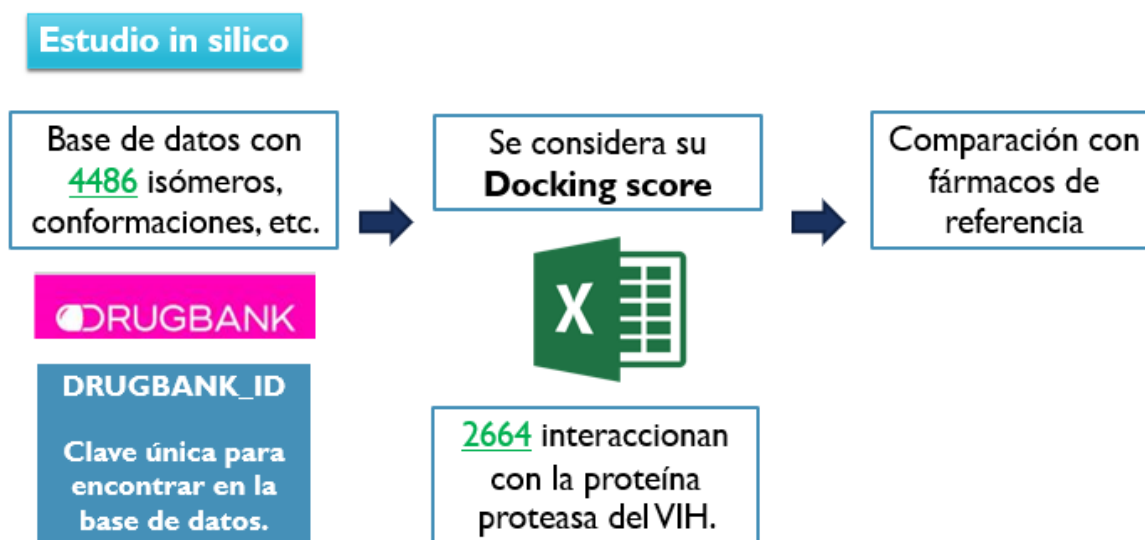 Estudio in silico
Base de datos con
4486 isómeros,
conformaciones, etc.
DRUGBANK
DRUGBANK_ID
Clave única para
encontrar en la
base de datos.
Se considera su
Docking score
X
2664 interaccionan
con la proteína
proteasa del VIH.
Comparación con
fármacos de
referencia